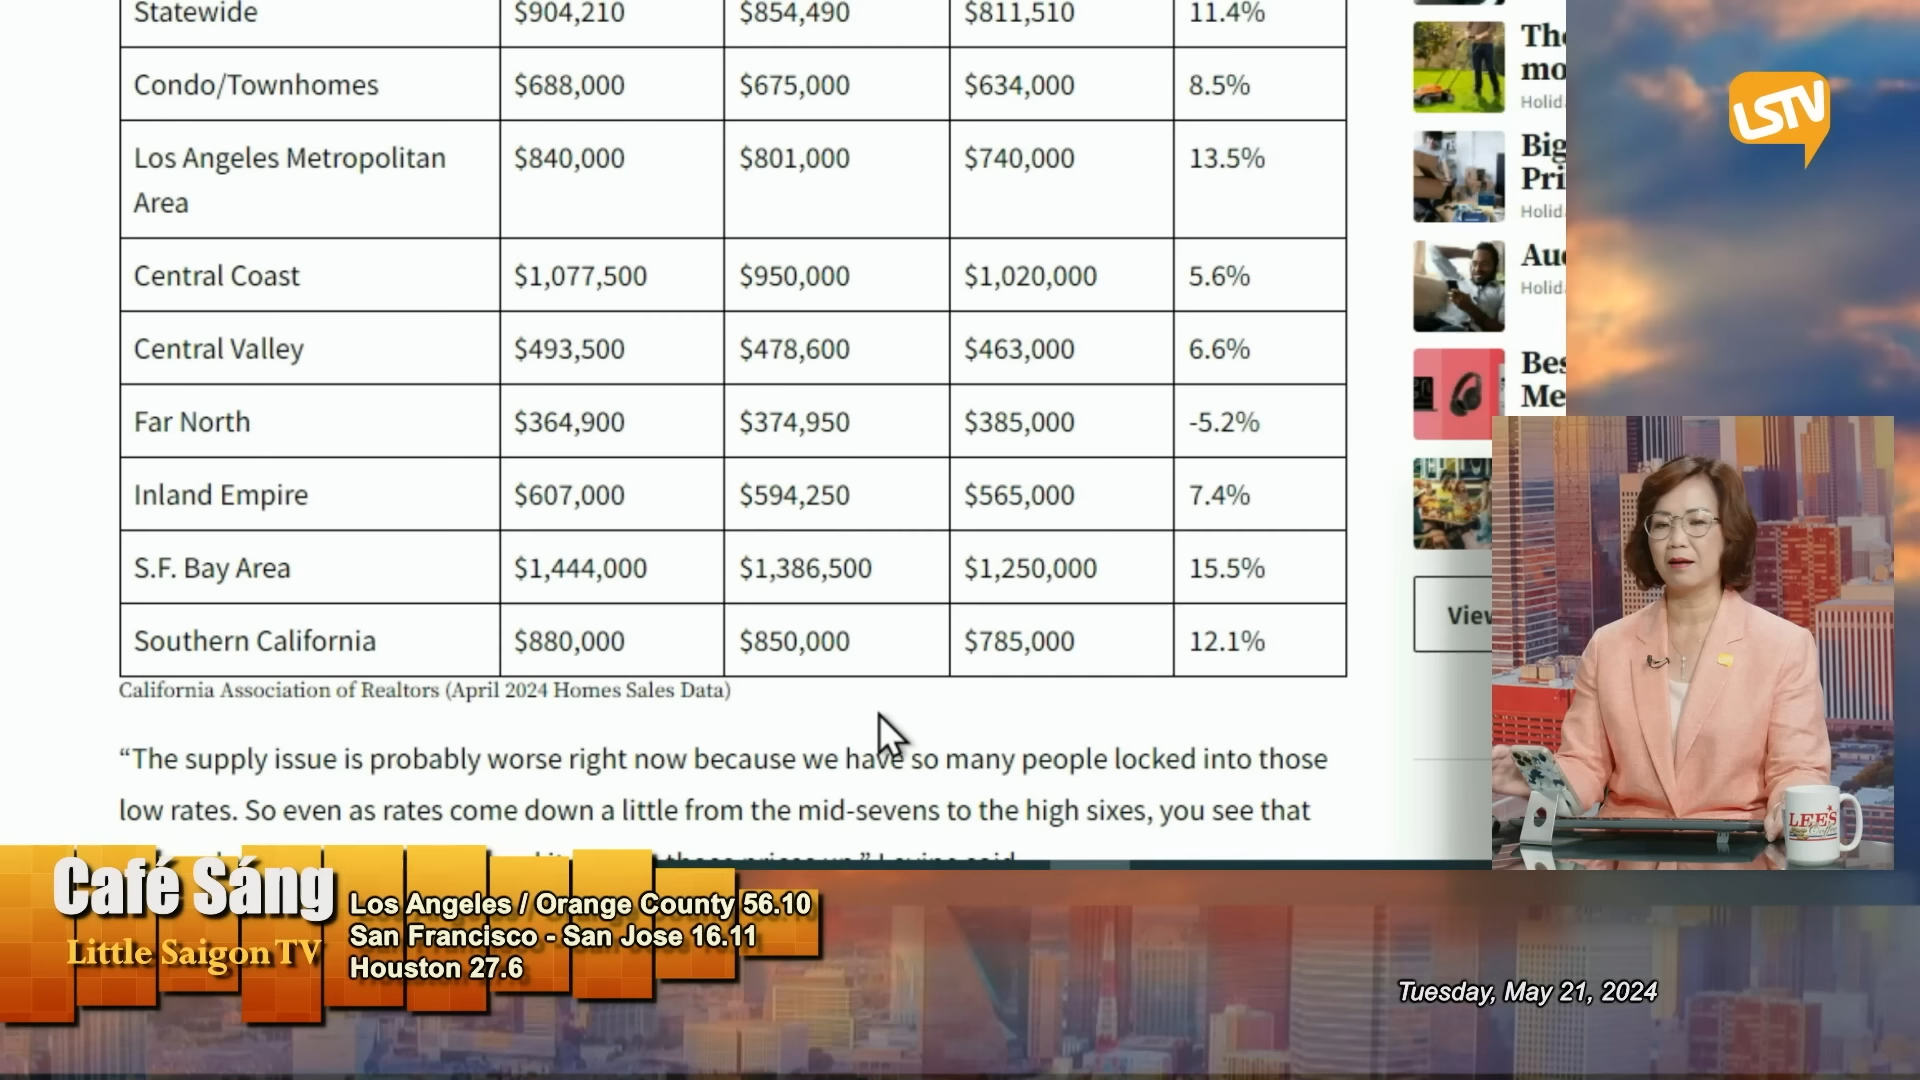 Statewide $904,210 $854,490 $811,510 11.4%
Condo/Townhomes $688,000 $675,000 $634,000 8.5%
Los Angeles Metropolitan $840,000 $801,000 $740,000 13.5%
Area
Central Coast $1,077,500 $950,000 $1,020,000 5.6%
Central Valley $493,500 $478,600 $463,000 6.6%
Far North $364,900 $374,950 $385,000 -5.2%
Inland Empire $607,000 $594,250 $565,000 7.4%
S.F. Bay Area $1,444,000 $1,386,500 $1,250,000 15.5%
Southern California $880,000 $850,000 $785,000 12.1%
California Association of Realtors (April 2024 Homes Sales Data)
“The supply issue is probably worse right now because we have so many people locked into those
low rates. So even as rates come down a little from the mid-sevens to the high sixes, you see that
Big
LSTV
LEE'S
Café Sáng
Little Saigon TV
Los Angeles / Orange County 56.10
San Francisco - San Jose 16.11
Houston 27.6
Tuesday, May 21, 2024